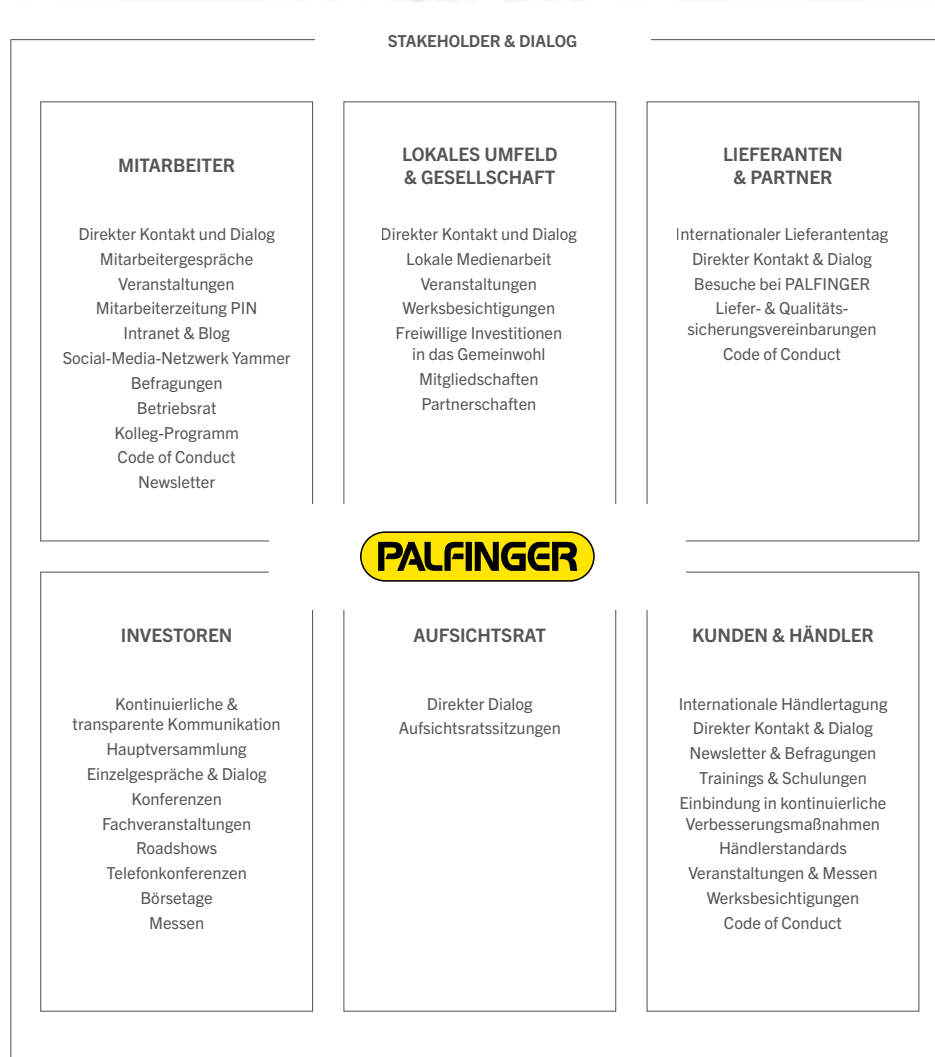 STAKEHOLDER & DIALOG
MITARBEITER
Direkter Kontakt und Dialog
Mitarbeitergespräche
Veranstaltungen
Mitarbeiterzeitung PIN
Intranet & Blog
Social-Media-Netzwerk Yammer
Befragungen
Betriebsrat
Kolleg-Programm
Code of Conduct
Newsletter
LOKALES UMFELD
& GESELLSCHAFT
Direkter Kontakt und Dialog
Lokale Medienarbeit
Veranstaltungen
Werksbesichtigungen
Freiwillige Investitionen
in das Gemeinwohl
Mitgliedschaften
Partnerschaften
LIEFERANTEN
& PARTNER
Internationaler Lieferantentag
Direkter Kontakt & Dialog
Besuche bei PALFINGER
Liefer- & Qualitäts-
sicherungsvereinbarungen
Code of Conduct
PALFINGER
INVESTOREN
Kontinuierliche &
transparente Kommunikation
Hauptversammlung
Einzelgespräche & Dialog
Konferenzen
Fachveranstaltungen
Roadshows
Telefonkonferenzen
Börsetage
Messen
AUFSICHTSRAT
Direkter Dialog
Aufsichtsratssitzungen
KUNDEN & HÄNDLER
Internationale Händlertagung
Direkter Kontakt & Dialog
Newsletter & Befragungen
Trainings & Schulungen
Einbindung in kontinuierliche
Verbesserungsmaßnahmen
Händlerstandards
Veranstaltungen & Messen
Werksbesichtigungen
Code of Conduct